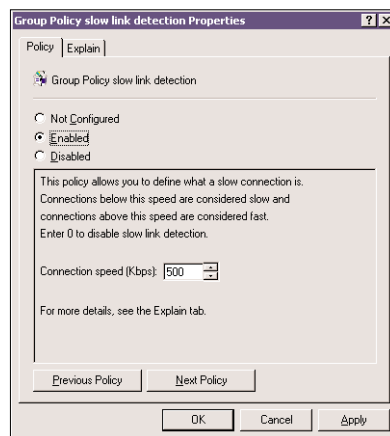 Group Policy slow link detection Properties
Policy Explain
Group Policy slow link detection
Not Configured
Enabled
Disabled
This policy allows you to define what a slow connection is.
Connections below this speed are considered slow and
connections above this speed are considered fast.
Enter 0 to disable slow link detection.
Connection speed (Kbps): 500
For more details, see the Explain tab.
Previous Policy Next Policy
OK Cancel Apply